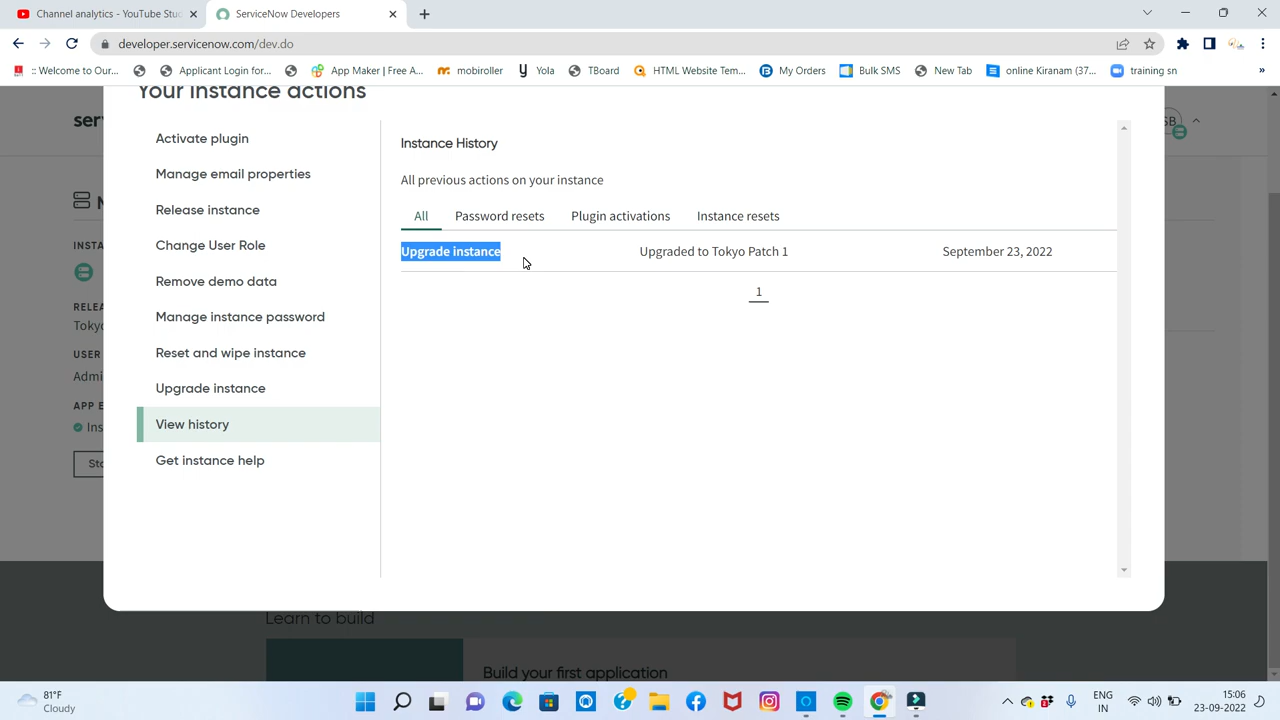 Channel analytics - YouTube Stu
ServiceNow Developers
developer.servicenow.com/dev.do
:: Welcome to Our...
Applicant Login for...
App Maker | Free A...
mobiroller
Yola
TBoard
HTML Website Tem...
My Orders
Bulk SMS
New Tab
online Kiranam (37...
training sn
»
Your instance actions
ser
SB
Activate plugin
Manage email properties
Release instance
Change User Role
Remove demo data
Manage instance password
Reset and wipe instance
Upgrade instance
View history
Get instance help
Instance History
All previous actions on your instance
All Password resets Plugin activations Instance resets
Upgrade instance Upgraded to Tokyo Patch 1 September 23, 2022
1
INSTA
RELEA
Tokyo
USER
Admi
APP E
Ins
Sto
Learn to build
Build your first application
81°F
Cloudy
ENG
IN
15:06
23-09-2022